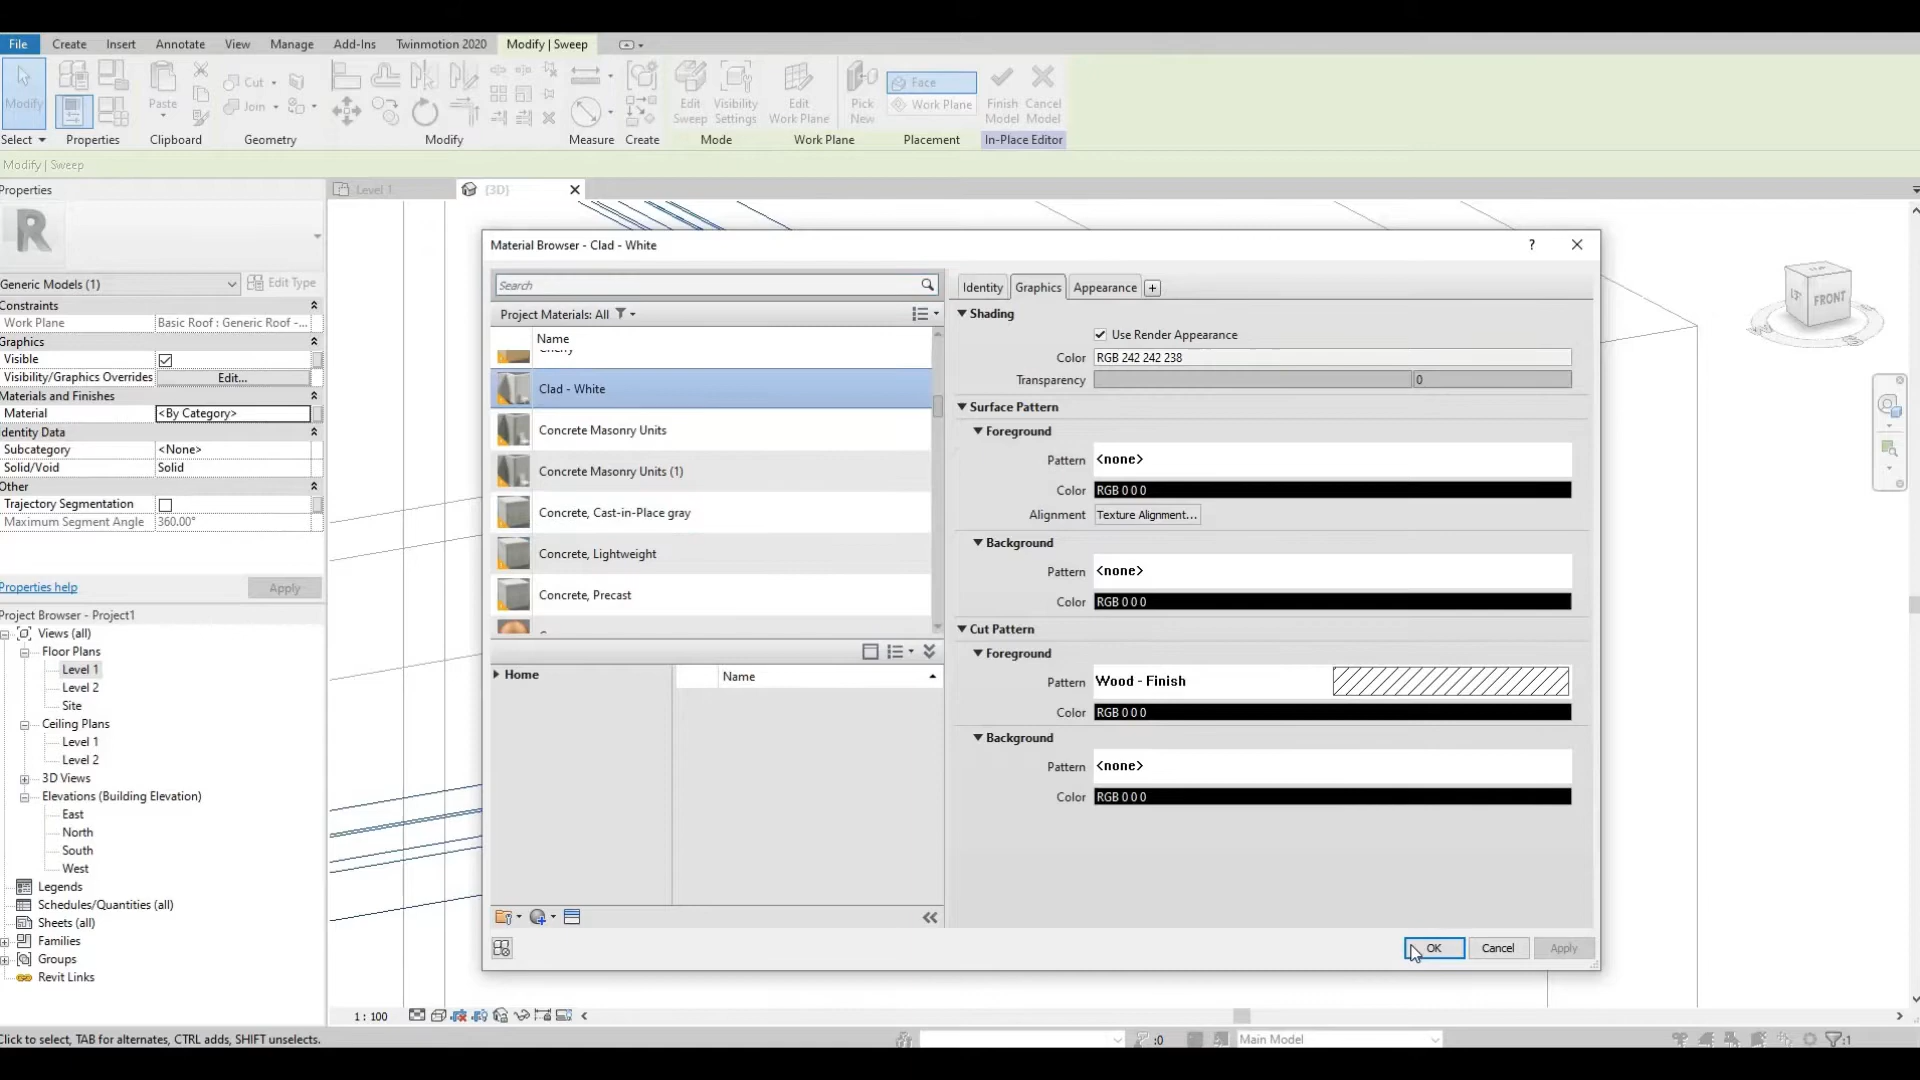 File Create Insert Annotate View Manage Add-Ins Twinmotion 2020 Modify | Sweep
Modify Paste Cut Join Edit Sweep Visibility Settings Edit Work Plane Pick New Face Work Plane Finish Model Cancel Model
Select Properties Clipboard Geometry Modify Measure Create Mode Work Plane Placement In-Place Editor
Modify | Sweep
Properties
Level 1
{3D}
R
Generic Models (1) Edit Type
Constraints
Work Plane Basic Roof : Generic Roof -...
Graphics
Visible
Visibility/Graphics Overrides Edit...
Materials and Finishes
Material <By Category>
Identity Data
Subcategory <None>
Solid/Void Solid
Other
Trajectory Segmentation
Maximum Segment Angle 360.00°
Properties help Apply
Project Browser - Project1
Views (all)
Floor Plans
Level 1
Level 2
Site
Ceiling Plans
Level 1
Level 2
3D Views
Elevations (Building Elevation)
East
North
South
West
Legends
Schedules/Quantities (all)
Sheets (all)
Families
Groups
Revit Links
Material Browser - Clad - White
?
Search
Project Materials: All
Name
Cherry
Clad - White
Concrete Masonry Units
Concrete Masonry Units (1)
Concrete, Cast-in-Place gray
Concrete, Lightweight
Concrete, Precast
Home
Name
Identity Graphics Appearance
Shading
Use Render Appearance
Color RGB 242 242 238
Transparency 0
Surface Pattern
Foreground
Pattern <none>
Color RGB 0 0 0
Alignment Texture Alignment...
Background
Pattern <none>
Color RGB 0 0 0
Cut Pattern
Foreground
Pattern Wood - Finish
Color RGB 0 0 0
Background
Pattern <none>
Color RGB 0 0 0
OK Cancel Apply
FRONT
1 : 100
Click to select, TAB for alternates, CTRL adds, SHIFT unselects.
:0
Main Model
:1